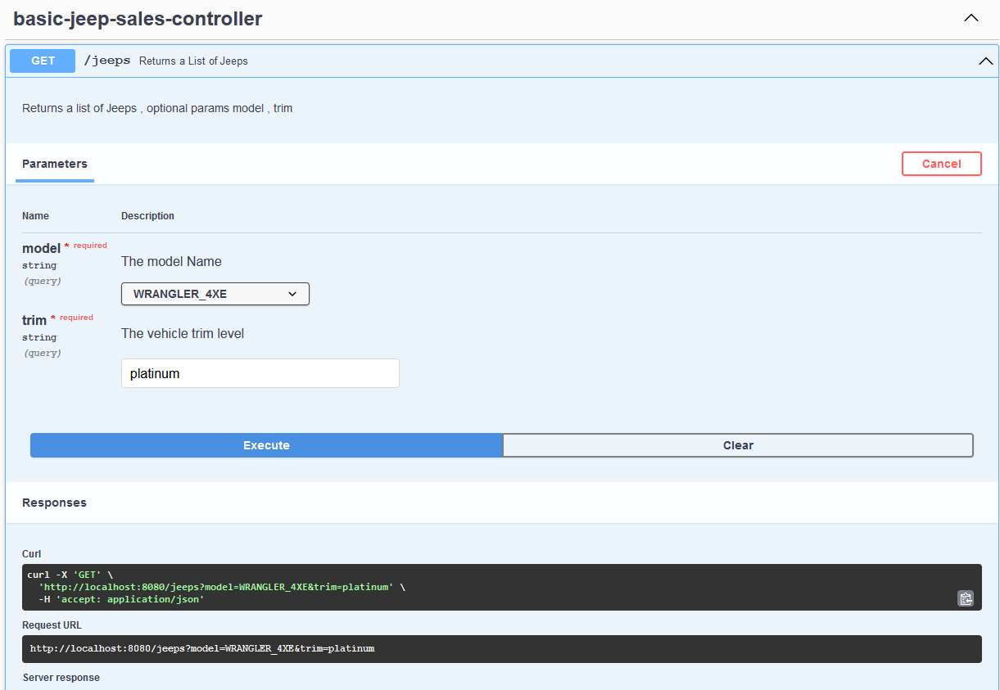 basic-jeep-sales-controller
GET /jeeps Returns a List of Jeeps
Returns a list of Jeeps , optional params model , trim
Parameters
Cancel
Name Description
model * required
string
(query)
The model Name
WRANGLER_4XE
trim * required
string
(query)
The vehicle trim level
platinum
Execute Clear
Responses
Curl
curl -X 'GET' \
'http://localhost:8080/jeeps?model=WRANGLER_4XE&trim=platinum' \
-H 'accept: application/json'
Request URL
http://localhost:8080/jeeps?model=WRANGLER_4XE&trim=platinum
Server response